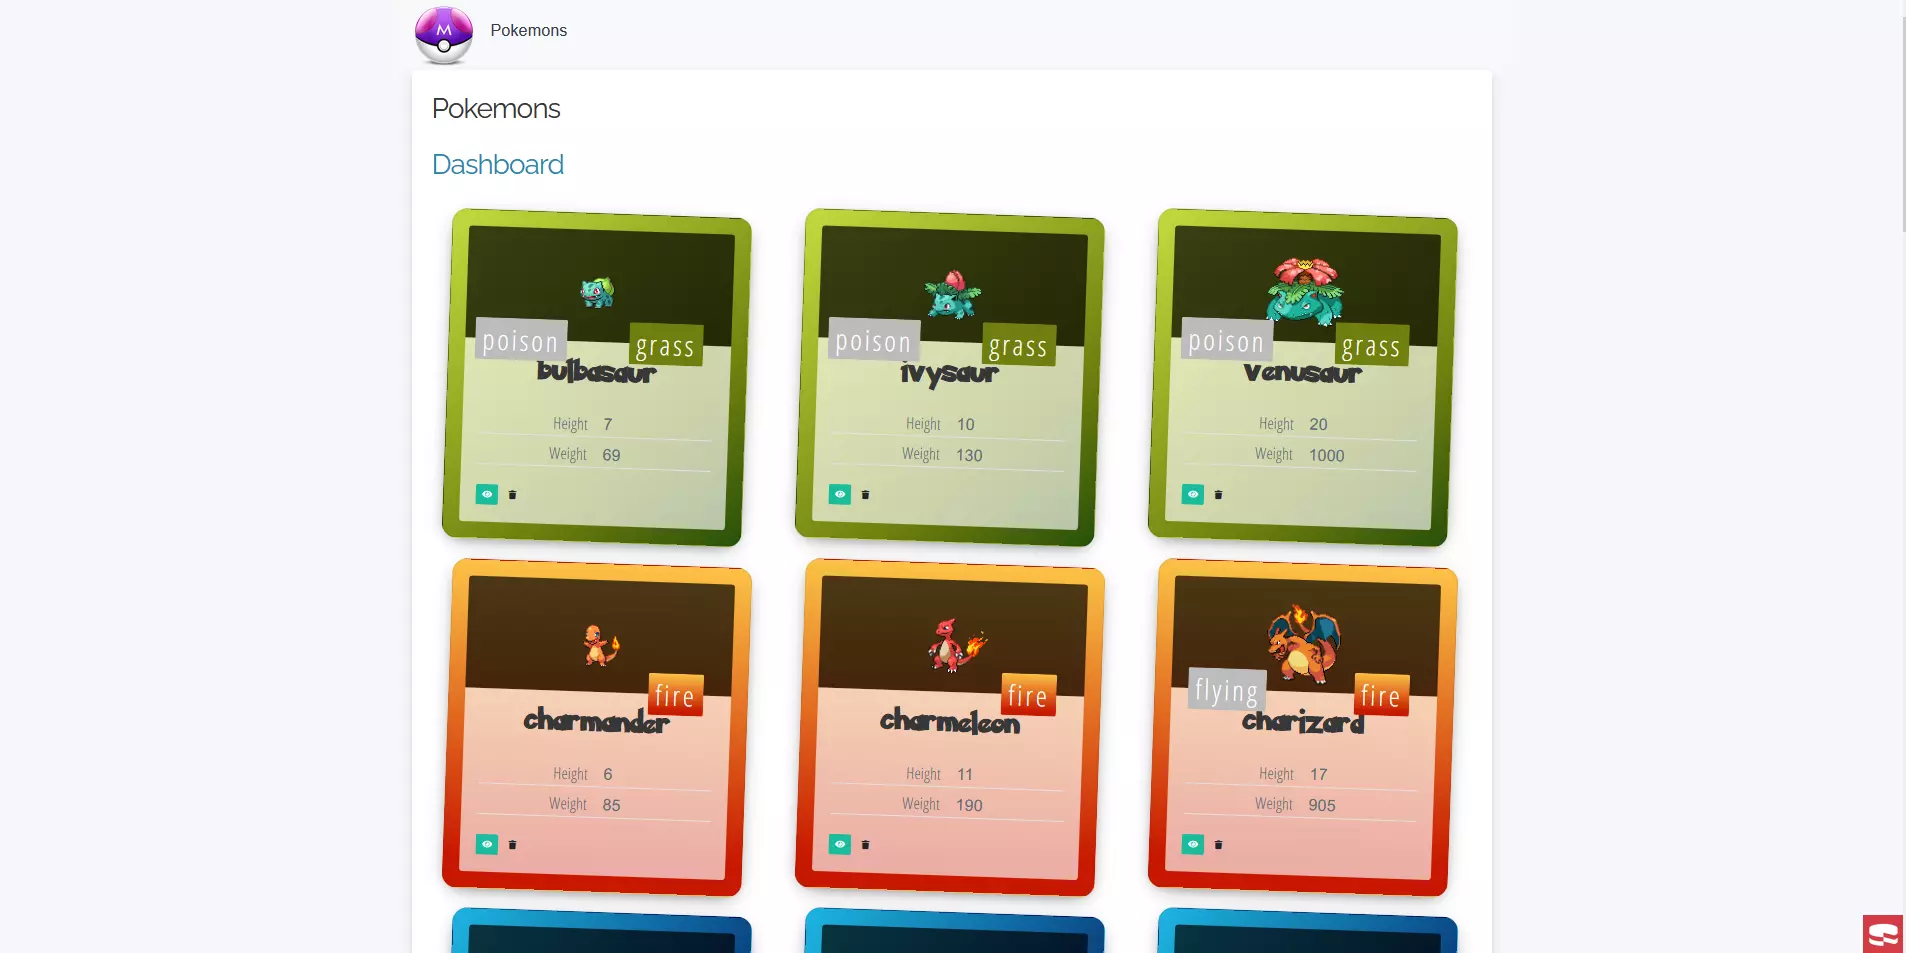 M
Pokemons
Pokemons
Dashboard
poison grass
bulbasaur
Height 7
Weight 69
poison grass
ivysaur
Height 10
Weight 130
poison grass
venusaur
Height 20
Weight 1000
fire
charmander
Height 6
Weight 85
fire
charmeleon
Height 11
Weight 190
flying fire
charizard
Height 17
Weight 905